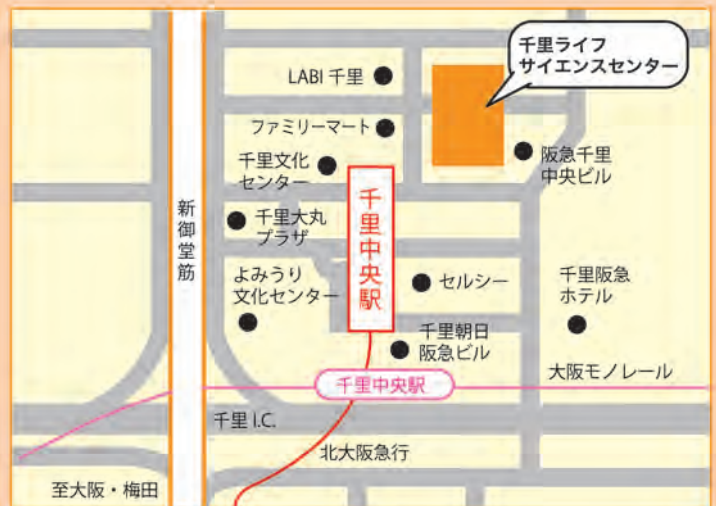 千里ライフ
サイエンスセンター
LABI 千里
ファミリーマート
千里文化
センター
阪急千里
中央ビル
新御堂筋
千里大丸
プラザ
千里中央駅
よみうり
文化センター
セルシー
千里阪急
ホテル
千里朝日
阪急ビル
大阪モノレール
千里中央駅
千里 I.C.
北大阪急行
至大阪・梅田